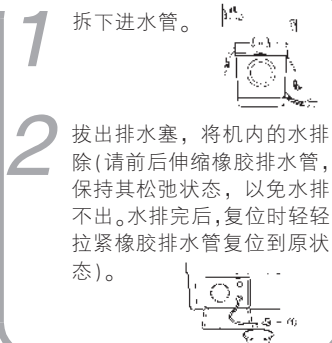 1
拆下进水管。
2
拔出排水塞，将机内的水排
除(请前后伸缩橡胶排水管，
保持其松弛状态，以免水排
不出。水排完后，复位时轻轻
拉紧橡胶排水管复位到原状
态)。